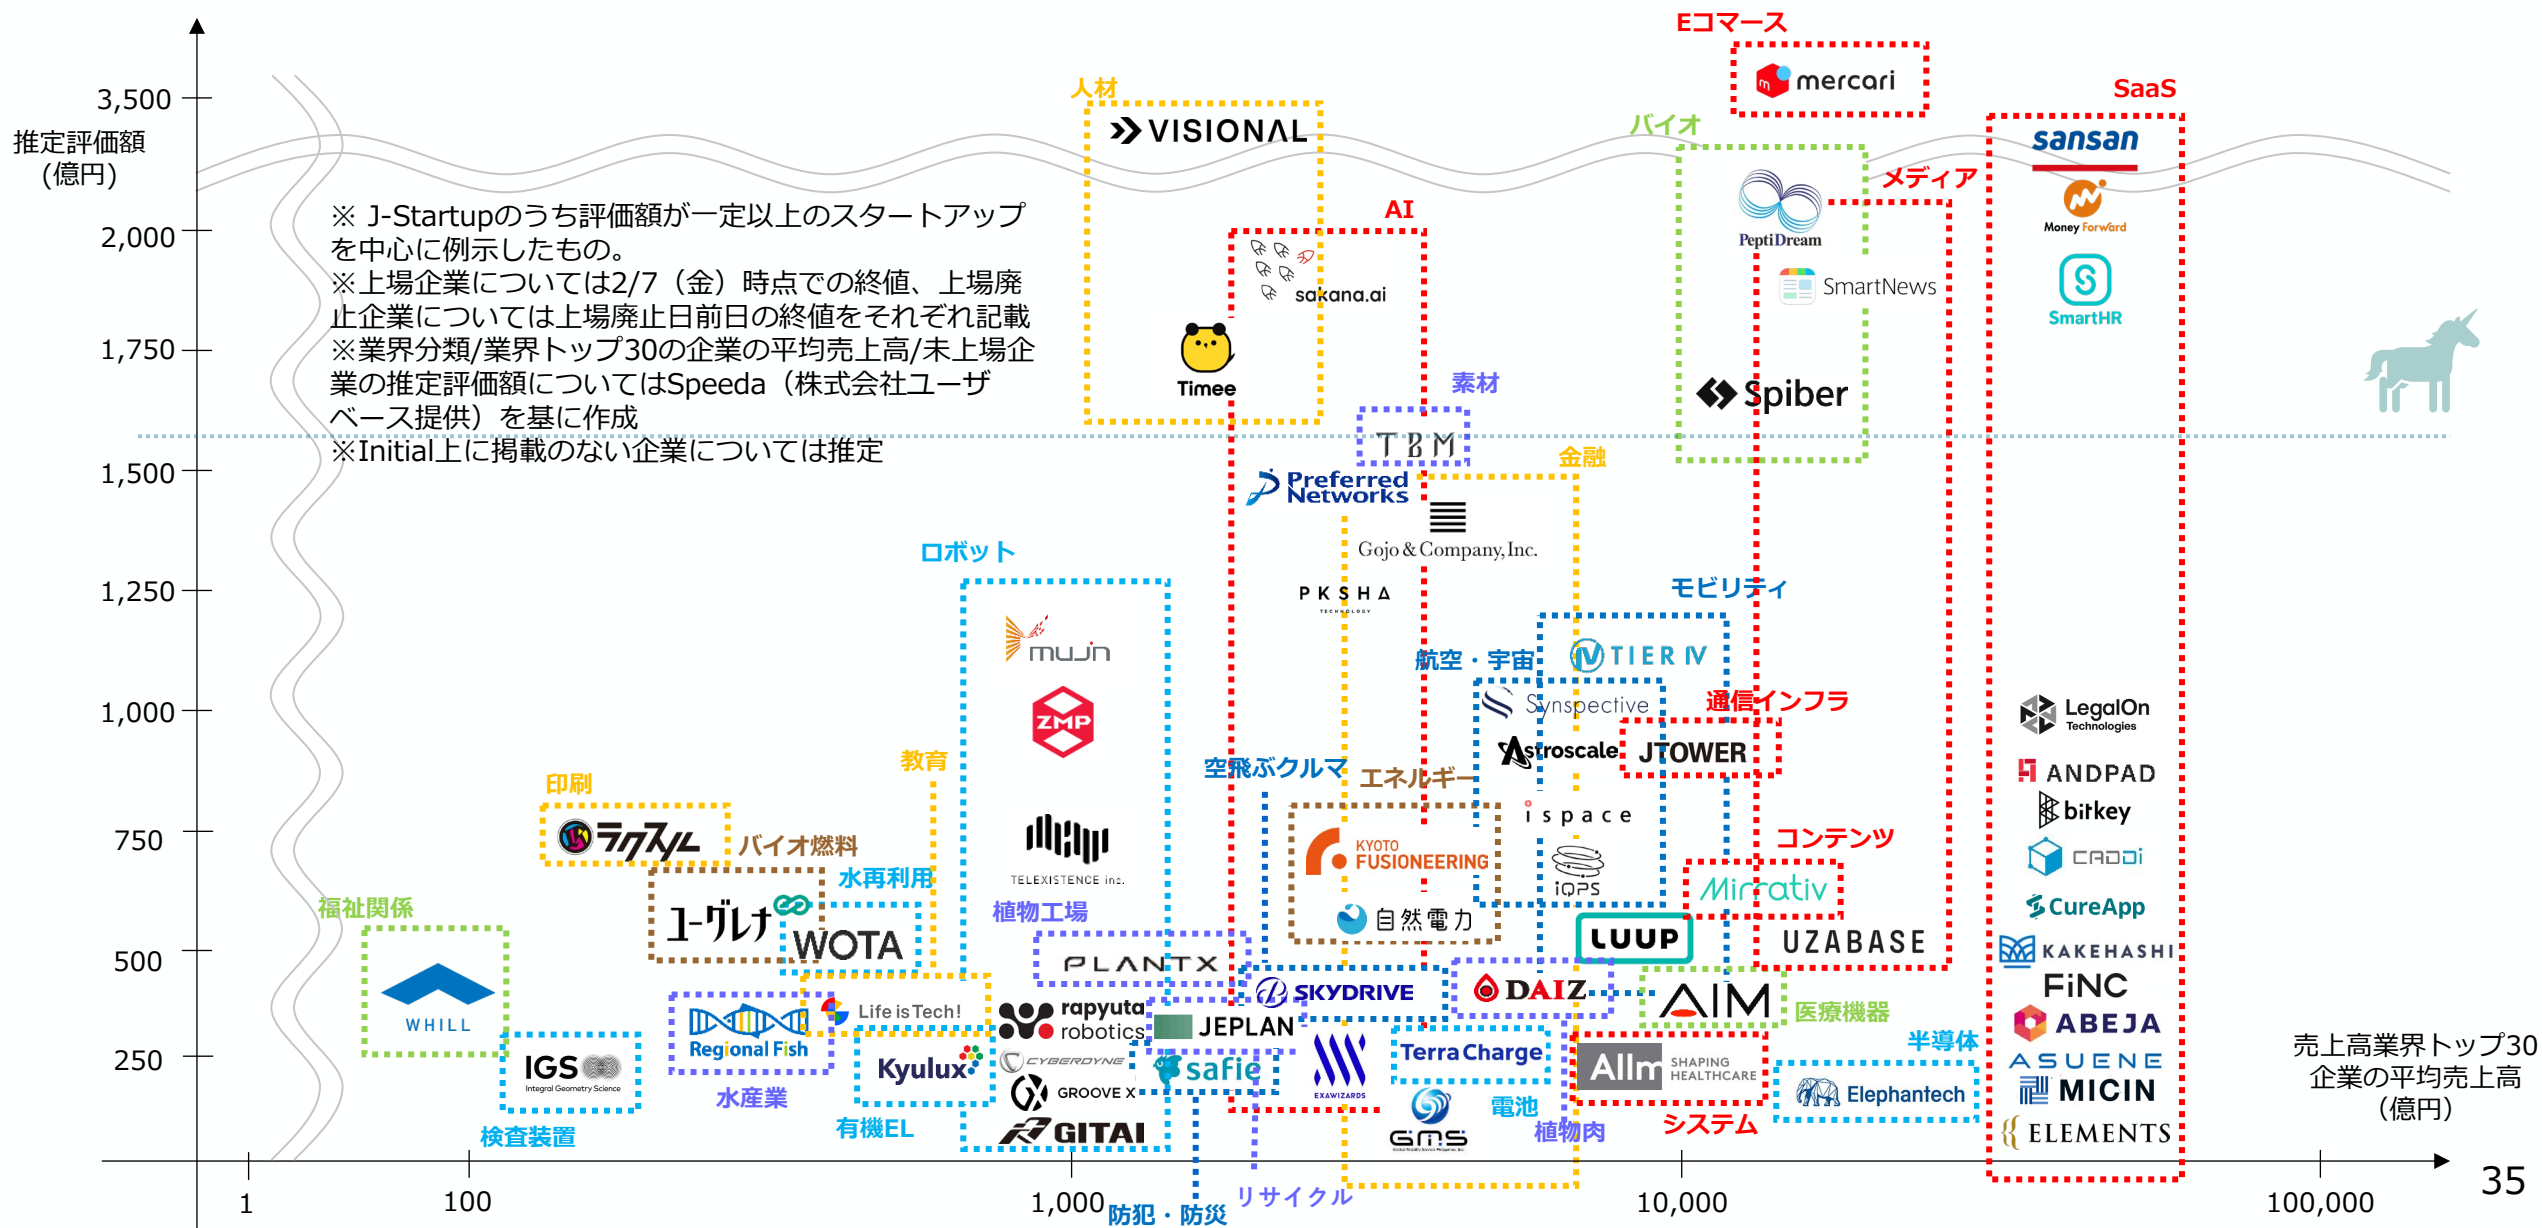 Eコマース
mercari
人材
SaaS
3,500
VISIONAL
バイオ
sansan
推定評価額
(億円)
メディア
Money Forward
※ J-Startupのうち評価額が一定以上のスタートアップ
を中心に例示したもの。
※上場企業については2/7（金）時点での終値、上場廃
止企業については上場廃止日前日の終値をそれぞれ記載
※業界分類/業界トップ30の企業の平均売上高/未上場企
業の推定評価額についてはSpeeda（株式会社ユーザ
ベース提供）を基に作成
※Initial上に掲載のない企業については推定
AI
2,000
PeptiDream
sakana.ai
SmartNews
SmartHR
1,750
Timee
素材
Spiber
TBM
金融
1,500
Preferred
Networks
Gojo & Company, Inc.
ロボット
1,250
PKSHA
TECHNOLOGY
モビリティ
mujin
航空・宇宙
TIER IV
Synspective
通信インフラ
1,000
ZMP
LegalOn
Technologies
Astroscale
JTOWER
教育
空飛ぶクルマ
エネルギー
ANDPAD
印刷
ispace
bitkey
750
ラクスル
バイオ燃料
KYOTO
FUSIONEERING
コンテンツ
CADDi
TELEXISTENCE inc.
iQPS
水再利用
Mirrativ
福祉関係
植物工場
CureApp
ユーグレナ
自然電力
WOTA
LUUP
UZABASE
KAKEHASHI
500
PLANTX
FiNC
WHILL
SKYDRIVE
DAIZ
AIM
医療機器
Life is Tech!
rapyuta
robotics
JEPLAN
ABEJA
Regional Fish
半導体
売上高業界トップ30
企業の平均売上高
（億円）
250
IGS
Integral Geometry Science
Kyulux
CYBERDYNE
safie
Terra Charge
Allm
SHAPING
HEALTHCARE
ASUENE
水産業
GROOVE X
EXAWIZARDS
Elephantech
MICIN
検査装置
有機EL
GITAI
電池
GMS
植物肉
システム
ELEMENTS
1
100
1,000
防犯・防災
リサイクル
10,000
100,000
35